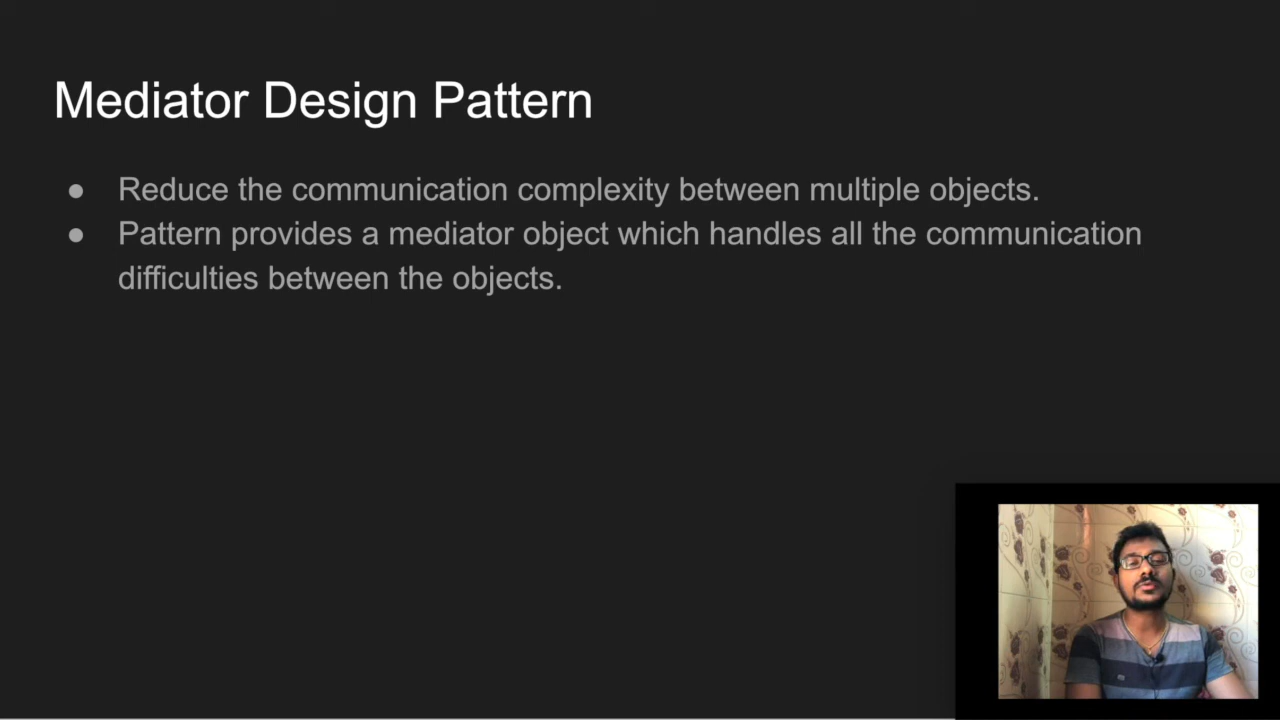 Mediator Design Pattern
● Reduce the communication complexity between multiple objects.
● Pattern provides a mediator object which handles all the communication
difficulties between the objects.